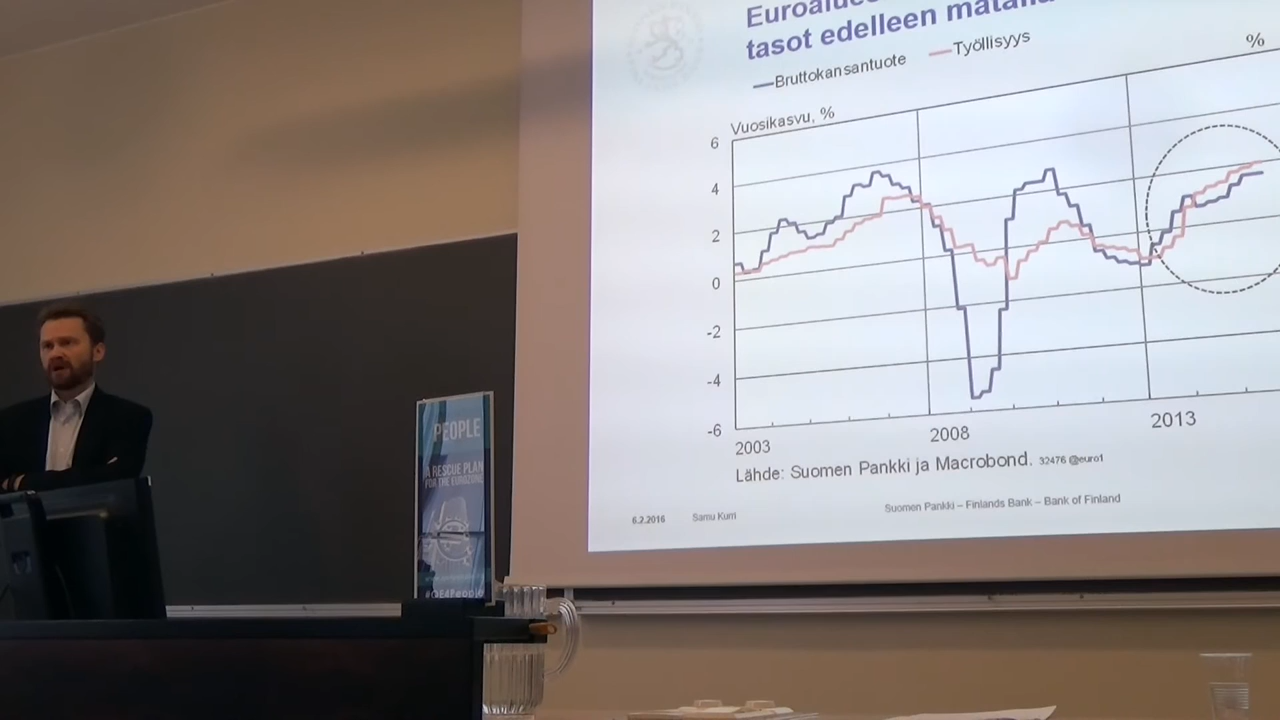 tasot edelleen
Bruttokansantuote
Työllisyys
%
Vuosikasvu, %
6
4
2
0
-2
-4
-6
2003
2008
2013
Lähde: Suomen Pankki ja Macrobond. 32476 @euro1
6.2.2016
Samu Kurri
Suomen Pankki – Finlands Bank – Bank of Finland
PEOPLE
A RESCUE PLAN
FOR THE EUROZONE
#QE4People